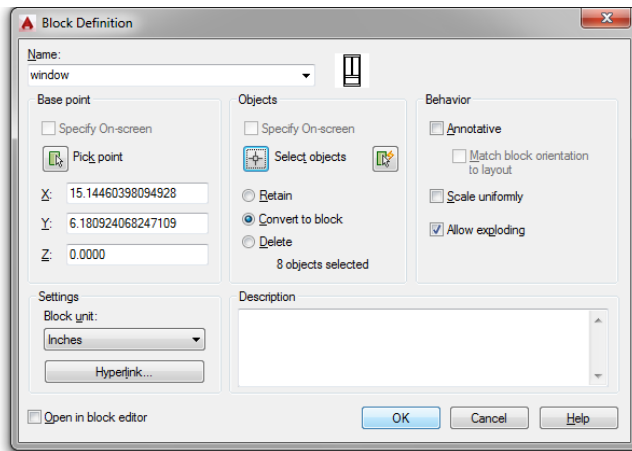 Block Definition
Name:
window
Base point
Specify On-screen
Pick point
X: 15.14460398094928
Y: 6.180924068247109
Z: 0.0000
Objects
Specify On-screen
Select objects
Retain
Convert to block
Delete
8 objects selected
Behavior
Annotative
Match block orientation
to layout
Scale uniformly
Allow exploding
Settings
Block unit:
Inches
Hyperlink...
Description
Open in block editor
OK
Cancel
Help